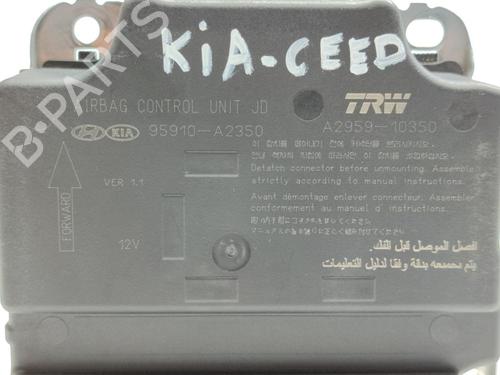 KiA-CEED
B-PARTS
AIRBAG CONTROL UNIT JD
TRW
KIA 95910-A2350
A2959-10350
Detatch connector before unmounting. Assemble
strictly according to manual instructions.
VER 1.1
Avant démontage enlever connecteur. Assembler
conformement au manuel d'instructions.
FORWARD
12V
افصل الموصل قبل الفك.
يتم تجميعه بدقة وفقا لدليل التعليمات